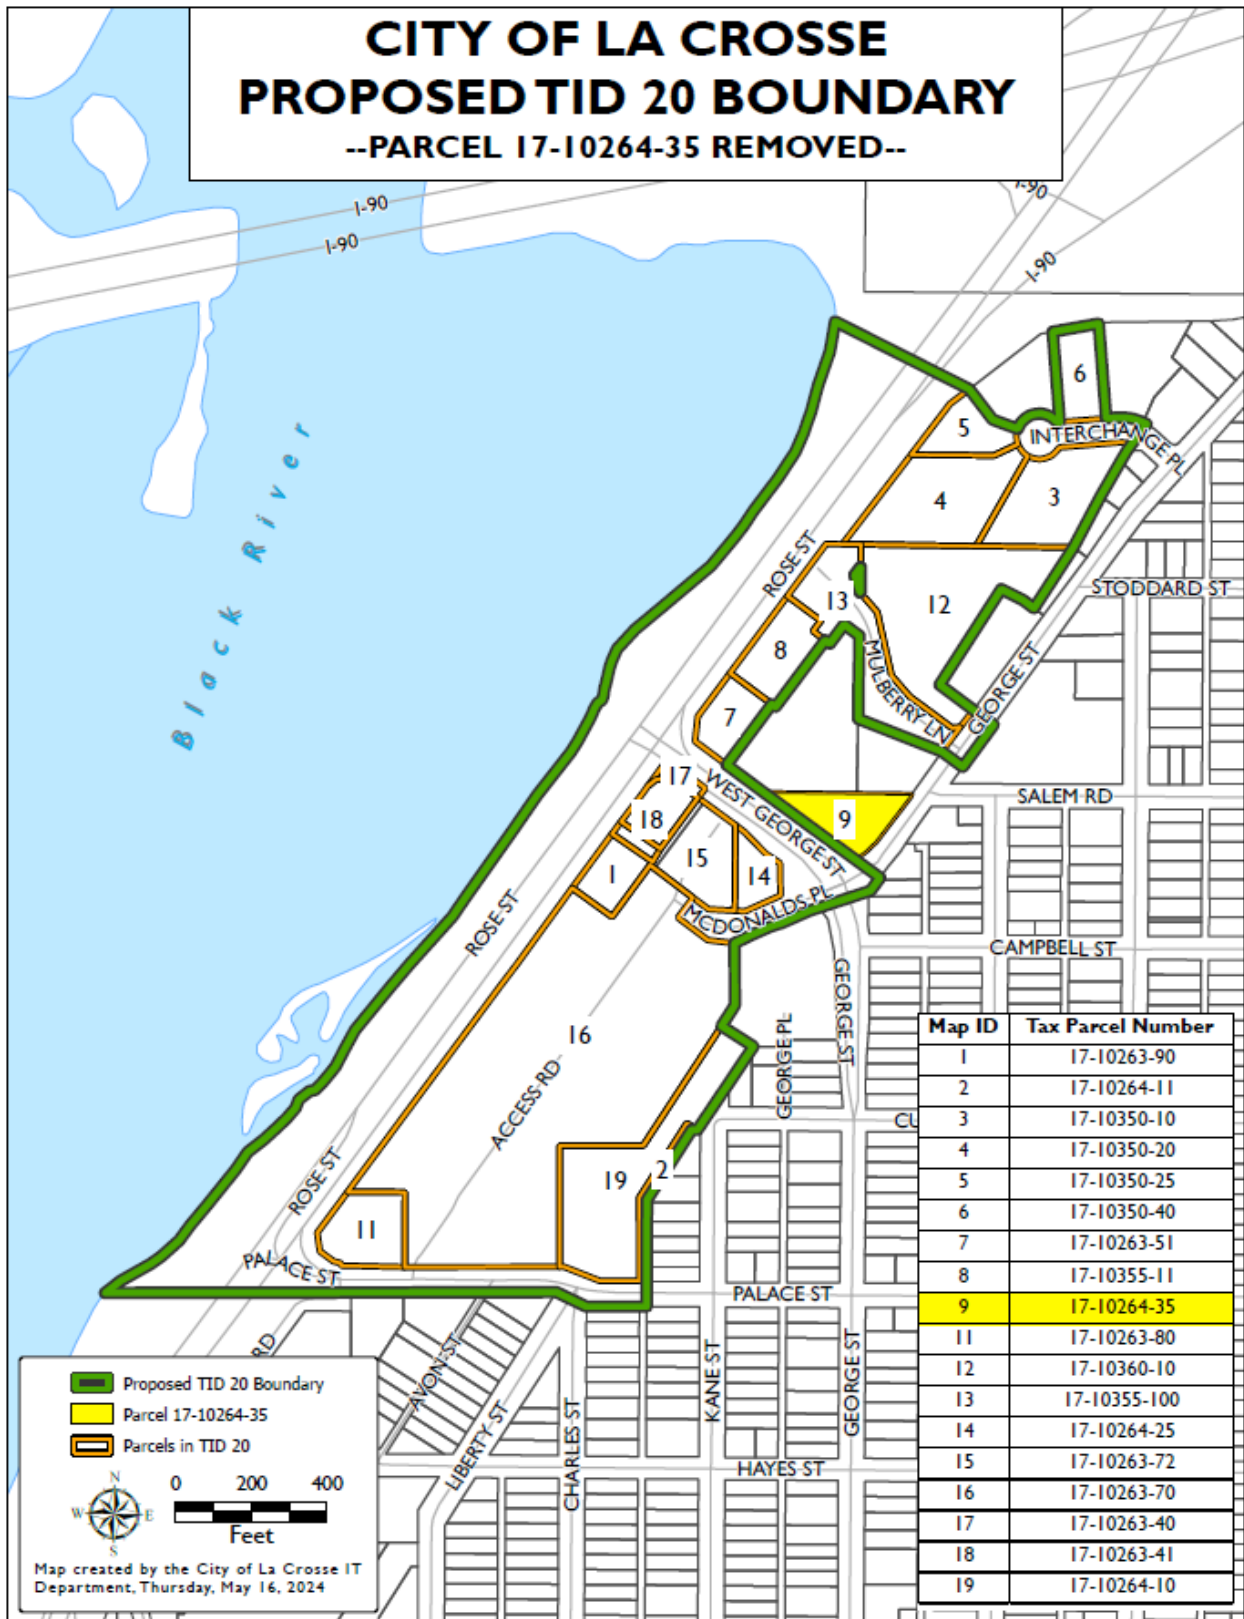 CITY OF LA CROSSE
PROPOSED TID 20 BOUNDARY
--PARCEL 17-10264-35 REMOVED--
I-90
I-90
I-90
I-90
Black River
6
5
INTERCHANGE PL
4
3
ROSE ST
STODDARD ST
13
12
8
MULBERRY LN
GEORGE ST
7
17
WEST GEORGE ST
SALEM RD
18
9
15
14
1
MCDONALDS PL
ROSE ST
CAMPBELL ST
GEORGE ST
16
GEORGE PL
ACCESS RD
CU
ROSE ST
19
2
11
PALACE ST
PALACE ST
RD
AVON ST
LIBERTY ST
CHARLES ST
KANE ST
GEORGE ST
HAYES ST
Map ID Tax Parcel Number
1 17-10263-90
2 17-10264-11
3 17-10350-10
4 17-10350-20
5 17-10350-25
6 17-10350-40
7 17-10263-51
8 17-10355-11
9 17-10264-35
11 17-10263-80
12 17-10360-10
13 17-10355-100
14 17-10264-25
15 17-10263-72
16 17-10263-70
17 17-10263-40
18 17-10263-41
19 17-10264-10
Proposed TID 20 Boundary
Parcel 17-10264-35
Parcels in TID 20
N
W E
S
0 200 400
Feet
Map created by the City of La Crosse IT
Department, Thursday, May 16, 2024